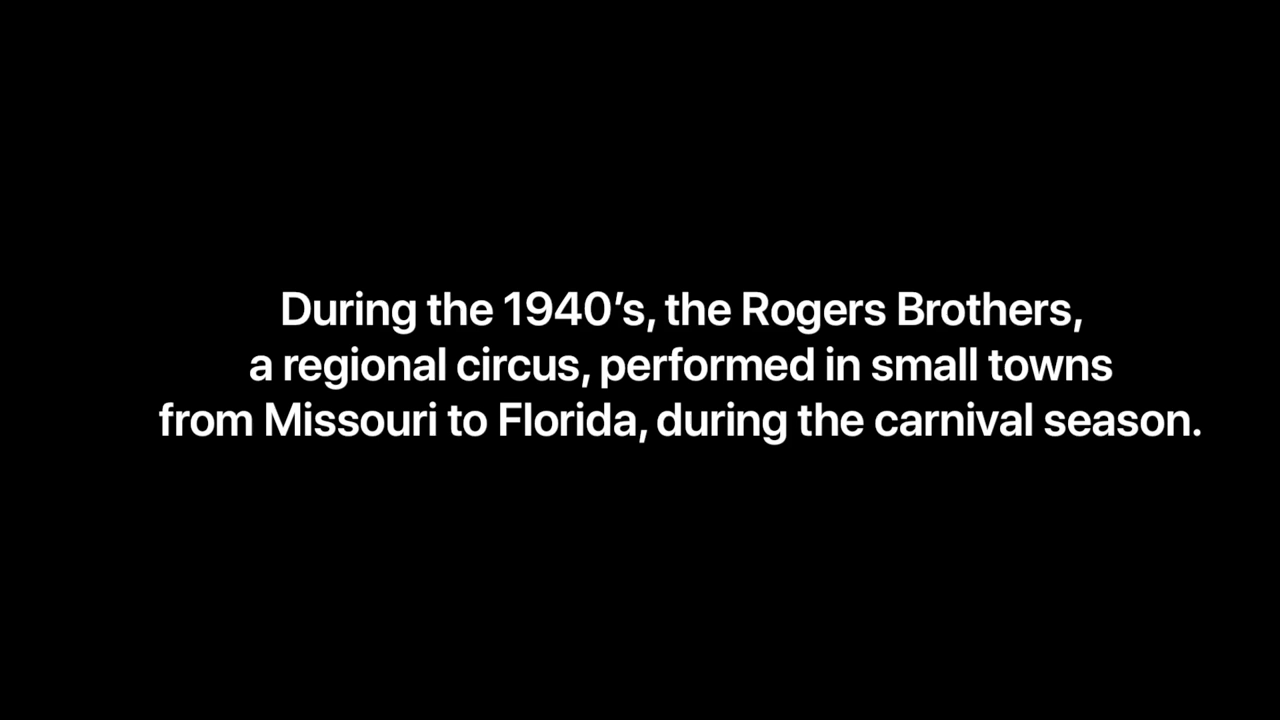 During the 1940’s, the Rogers Brothers,
a regional circus, performed in small towns
from Missouri to Florida, during the carnival season.